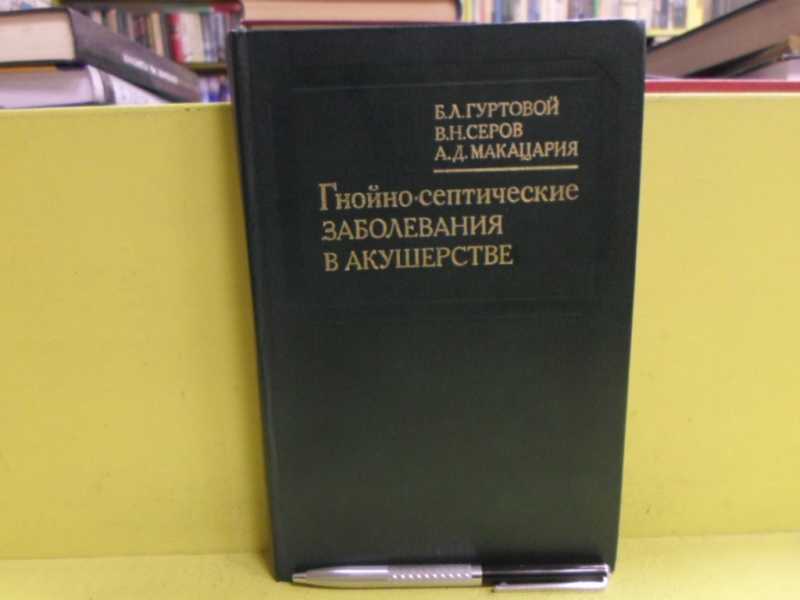 Б.Л.ГУРТОВОЙ
В.Н.СЕРОВ
А.Д.МАКАЦАРИЯ
Гнойно-септические
ЗАБОЛЕВАНИЯ
В АКУШЕРСТВЕ